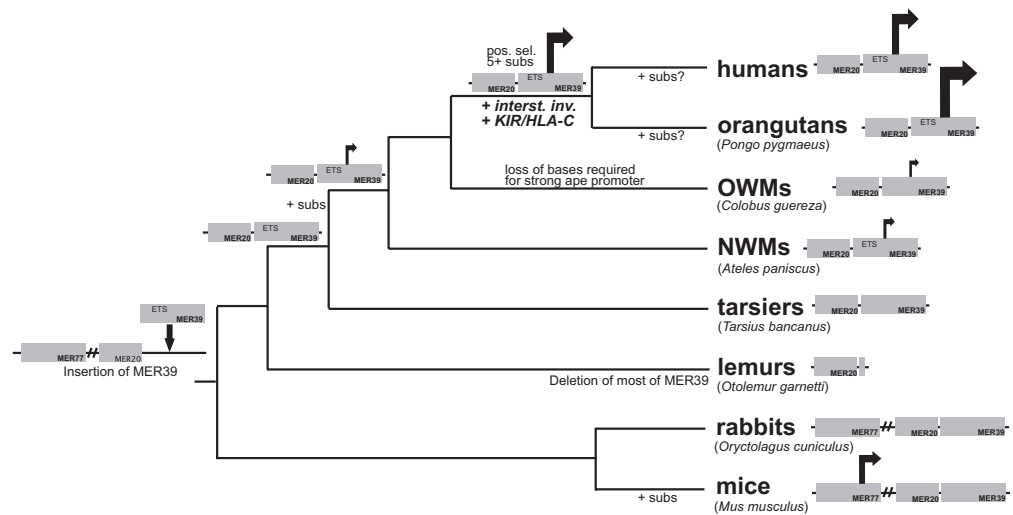 pos. sel.
5+ subs
ETS
MER20
MER39
+ interst. inv.
+ KIR/HLA-C
+ subs?
humans
ETS
MER20
MER39
+ subs?
orangutans
(Pongo pygmaeus)
ETS
MER20
MER39
loss of bases required
for strong ape promoter
OWMs
(Colobus guereza)
MER20
MER39
ETS
MER20
MER39
+ subs
NWMs
(Ateles paniscus)
ETS
MER20
MER39
ETS
MER20
MER39
tarsiers
(Tarsius bancanus)
MER20
MER39
ETS
MER39
MER77
MER20
Insertion of MER39
Deletion of most of MER39
lemurs
(Otolemur garnetti)
MER20
rabbits
(Oryctolagus cuniculus)
MER77
MER20
MER39
+ subs
mice
(Mus musculus)
MER77
MER20
MER39